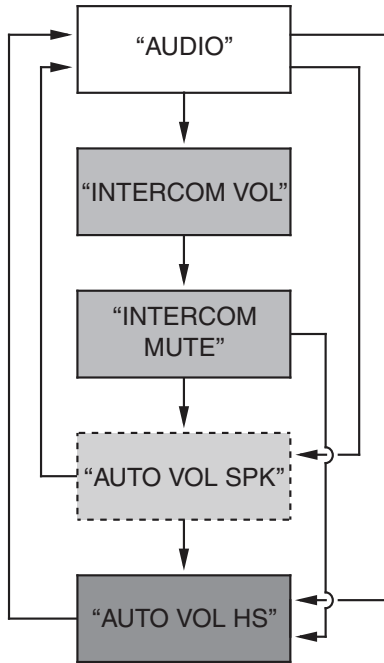 “AUDIO”
“INTERCOM VOL”
“INTERCOM
MUTE”
“AUTO VOL SPK”
“AUTO VOL HS”